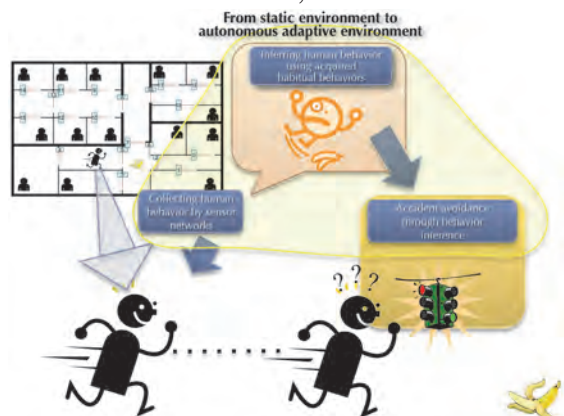 From static environment to
autonomous adaptive environment
Inferring human behavior
using acquired
habitual behaviors
Collecting human
behavior by sensor
networks
Accident avoidance
through behavior
inference
? ? ?